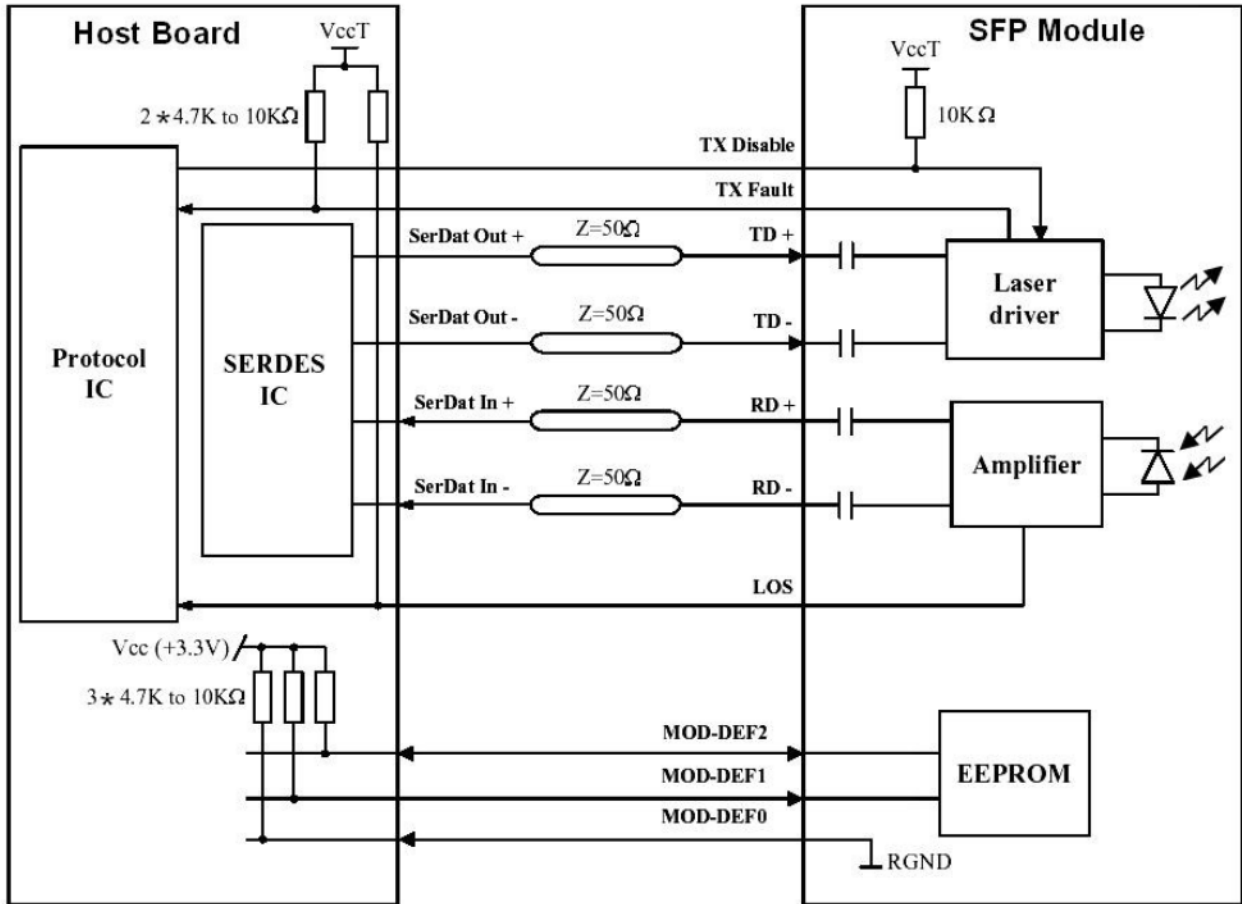 Host Board
SFP Module
VccT
VccT
2*4.7K to 10KΩ
10K Ω
TX Disable
TX Fault
SerDat Out +
Z=50Ω
TD +
Laser
driver
SerDat Out -
Z=50Ω
TD -
Protocol
IC
SERDES
IC
SerDat In +
Z=50Ω
RD +
Amplifier
SerDat In -
Z=50Ω
RD -
LOS
Vcc (+3.3V)
3*4.7K to 10KΩ
MOD-DEF2
EEPROM
MOD-DEF1
MOD-DEF0
RGND